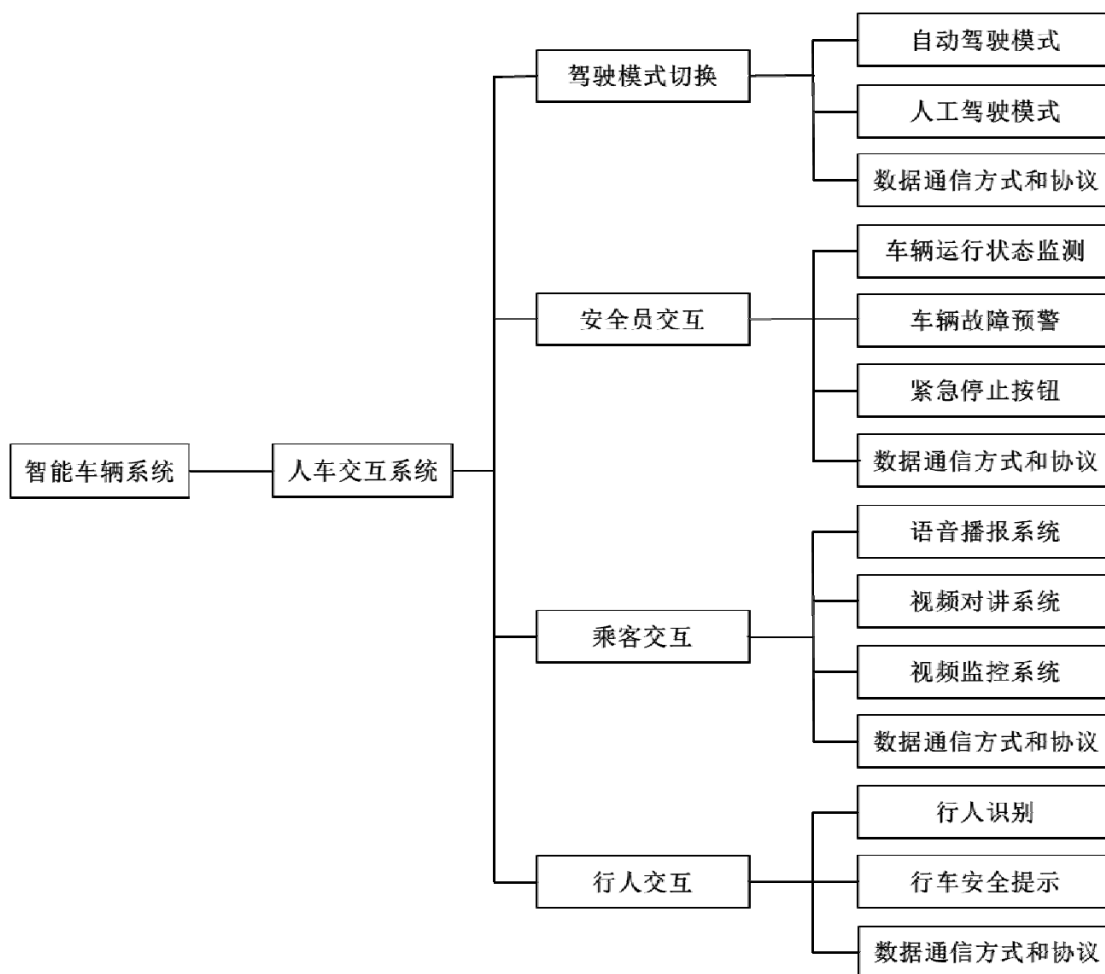 智能车辆系统
人车交互系统
驾驶模式切换
自动驾驶模式
人工驾驶模式
数据通信方式和协议
安全员交互
车辆运行状态监测
车辆故障预警
紧急停止按钮
数据通信方式和协议
乘客交互
语音播报系统
视频对讲系统
视频监控系统
数据通信方式和协议
行人交互
行人识别
行车安全提示
数据通信方式和协议